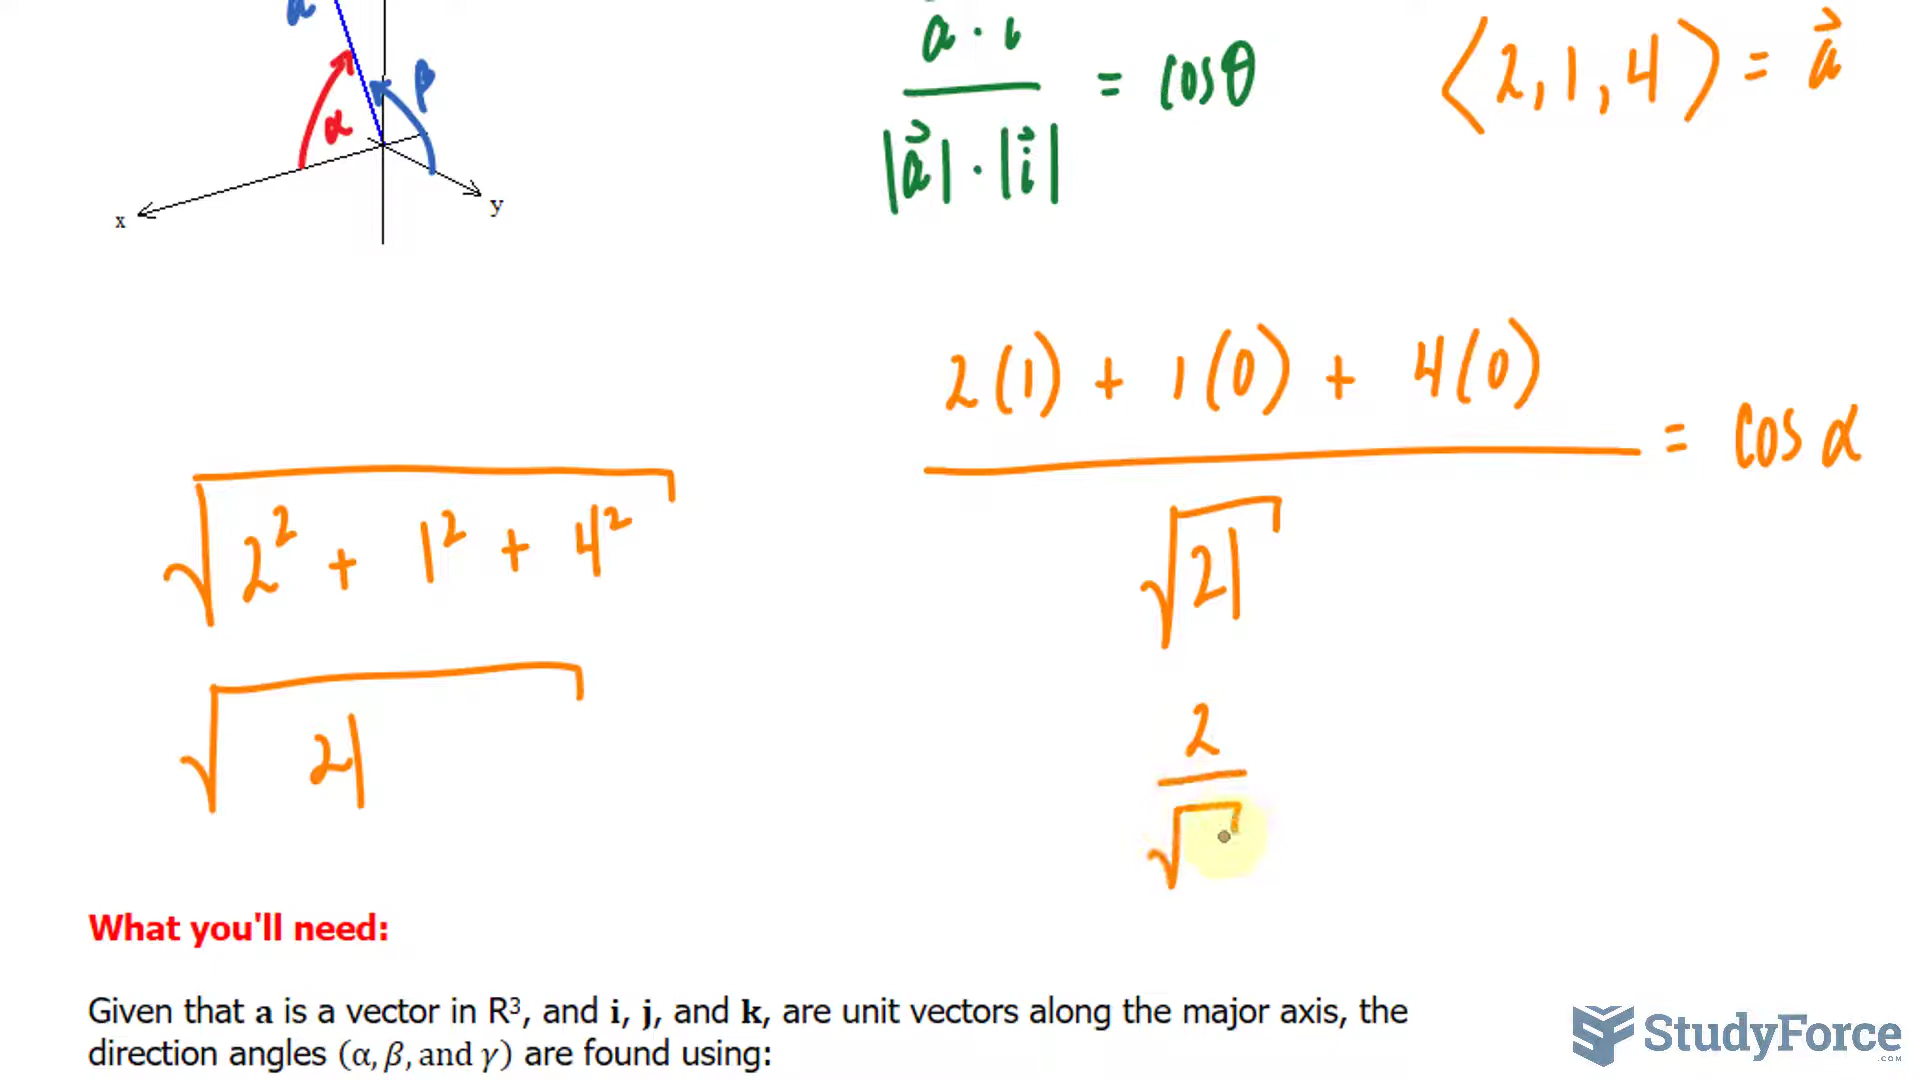 a
α
β
x
y
a · i
———— = cos θ
|a⃗| · |i⃗|
⟨2, 1, 4⟩ = a⃗
2(1) + 1(0) + 4(0)
———— = cos α
√21
√2² + 1² + 4²
√21
2
—
√
What you'll need:
Given that a is a vector in R³, and i, j, and k, are unit vectors along the major axis, the
direction angles (α, β, and γ) are found using:
StudyForce
.COM